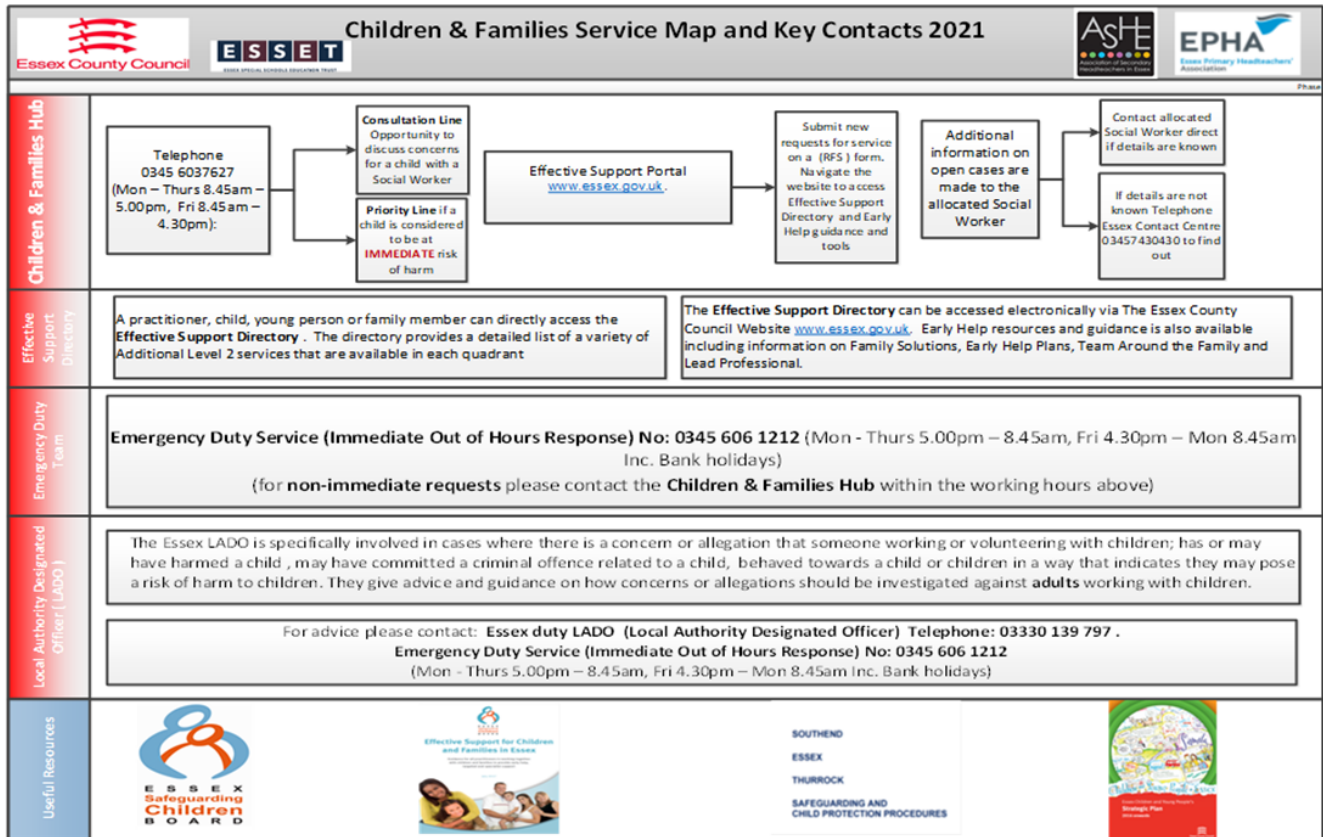 Children & Families Service Map and Key Contacts 2021
Essex County Council
ESSET
ESSEX SPECIAL SCHOOLS EDUCATION TRUST
ASHE
Association of Secondary
Headteachers in Essex
EPHA
Essex Primary Headteachers'
Association
Phase
Children & Families Hub
Telephone
0345 6037627
(Mon – Thurs 8.45am –
5.00pm, Fri 8.45am –
4.30pm):
Consultation Line
Opportunity to
discuss concerns
for a child with a
Social Worker
Priority Line if a
child is considered
to be at
IMMEDIATE risk
of harm
Effective Support Portal
www.essex.gov.uk.
Submit new
requests for service
on a (RFS ) form.
Navigate the
website to access
Effective Support
Directory and Early
Help guidance and
tools
Additional
information on
open cases are
made to the
allocated Social
Worker
Contact allocated
Social Worker direct
if details are known
If details are not
known Telephone
Essex Contact Centre
03457430430 to find
out
Effective
Support
Directory
A practitioner, child, young person or family member can directly access the
Effective Support Directory . The directory provides a detailed list of a variety of
Additional Level 2 services that are available in each quadrant
The Effective Support Directory can be accessed electronically via The Essex County
Council Website www.essex.gov.uk. Early Help resources and guidance is also available
including information on Family Solutions, Early Help Plans, Team Around the Family and
Lead Professional.
Emergency Duty
Team
Emergency Duty Service (Immediate Out of Hours Response) No: 0345 606 1212 (Mon - Thurs 5.00pm – 8.45am, Fri 4.30pm – Mon 8.45am
Inc. Bank holidays)
(for non-immediate requests please contact the Children & Families Hub within the working hours above)
Local Authority Designated
Officer ( LADO )
The Essex LADO is specifically involved in cases where there is a concern or allegation that someone working or volunteering with children; has or may
have harmed a child , may have committed a criminal offence related to a child, behaved towards a child or children in a way that indicates they may pose
a risk of harm to children. They give advice and guidance on how concerns or allegations should be investigated against adults working with children.
For advice please contact: Essex duty LADO (Local Authority Designated Officer) Telephone: 03330 139 797 .
Emergency Duty Service (Immediate Out of Hours Response) No: 0345 606 1212
(Mon - Thurs 5.00pm – 8.45am, Fri 4.30pm – Mon 8.45am Inc. Bank holidays)
Useful Resources
ESSEX
Safeguarding
Children
BOARD
Effective Support for Children
and Families in Essex
SOUTHEND
ESSEX
THURROCK
SAFEGUARDING AND
CHILD PROTECTION PROCEDURES
Essex Children and Young People's
Strategic Plan